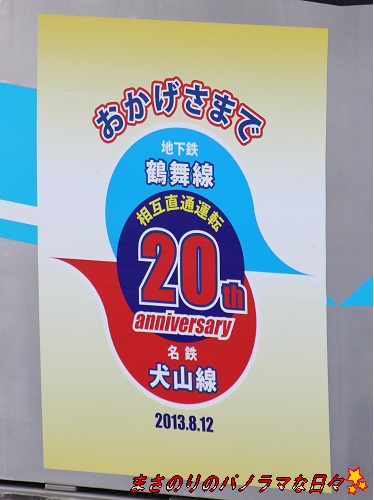 おかげさまで
地下鉄
鶴舞線
相互直通運転
20th
anniversary
名鉄
犬山線
2013.8.12
まさのりのパノラマな日々